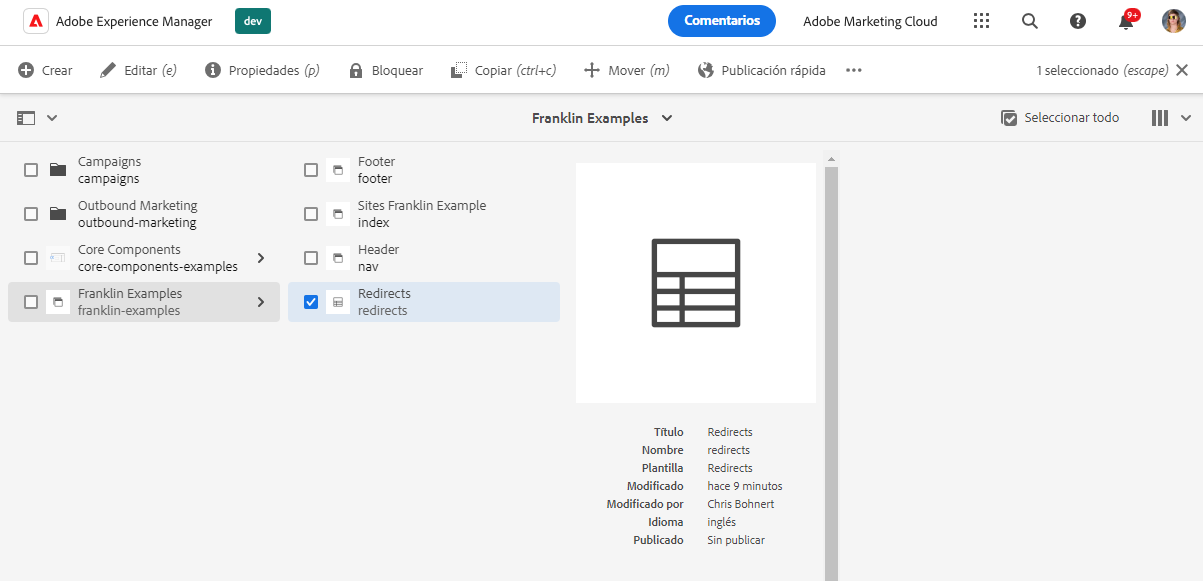 Adobe Experience Manager
dev
Comentarios
Adobe Marketing Cloud
9+
Crear
Editar (e)
Propiedades (p)
Bloquear
Copiar (ctrl+c)
Mover (m)
Publicación rápida
1 seleccionado (escape)
Franklin Examples
Seleccionar todo
Campaigns
campaigns
Outbound Marketing
outbound-marketing
Core Components
core-components-examples
Franklin Examples
franklin-examples
Footer
footer
Sites Franklin Example
index
Header
nav
Redirects
redirects
Título Redirects
Nombre redirects
Plantilla Redirects
Modificado hace 9 minutos
Modificado por Chris Bohnert
Idioma inglés
Publicado Sin publicar